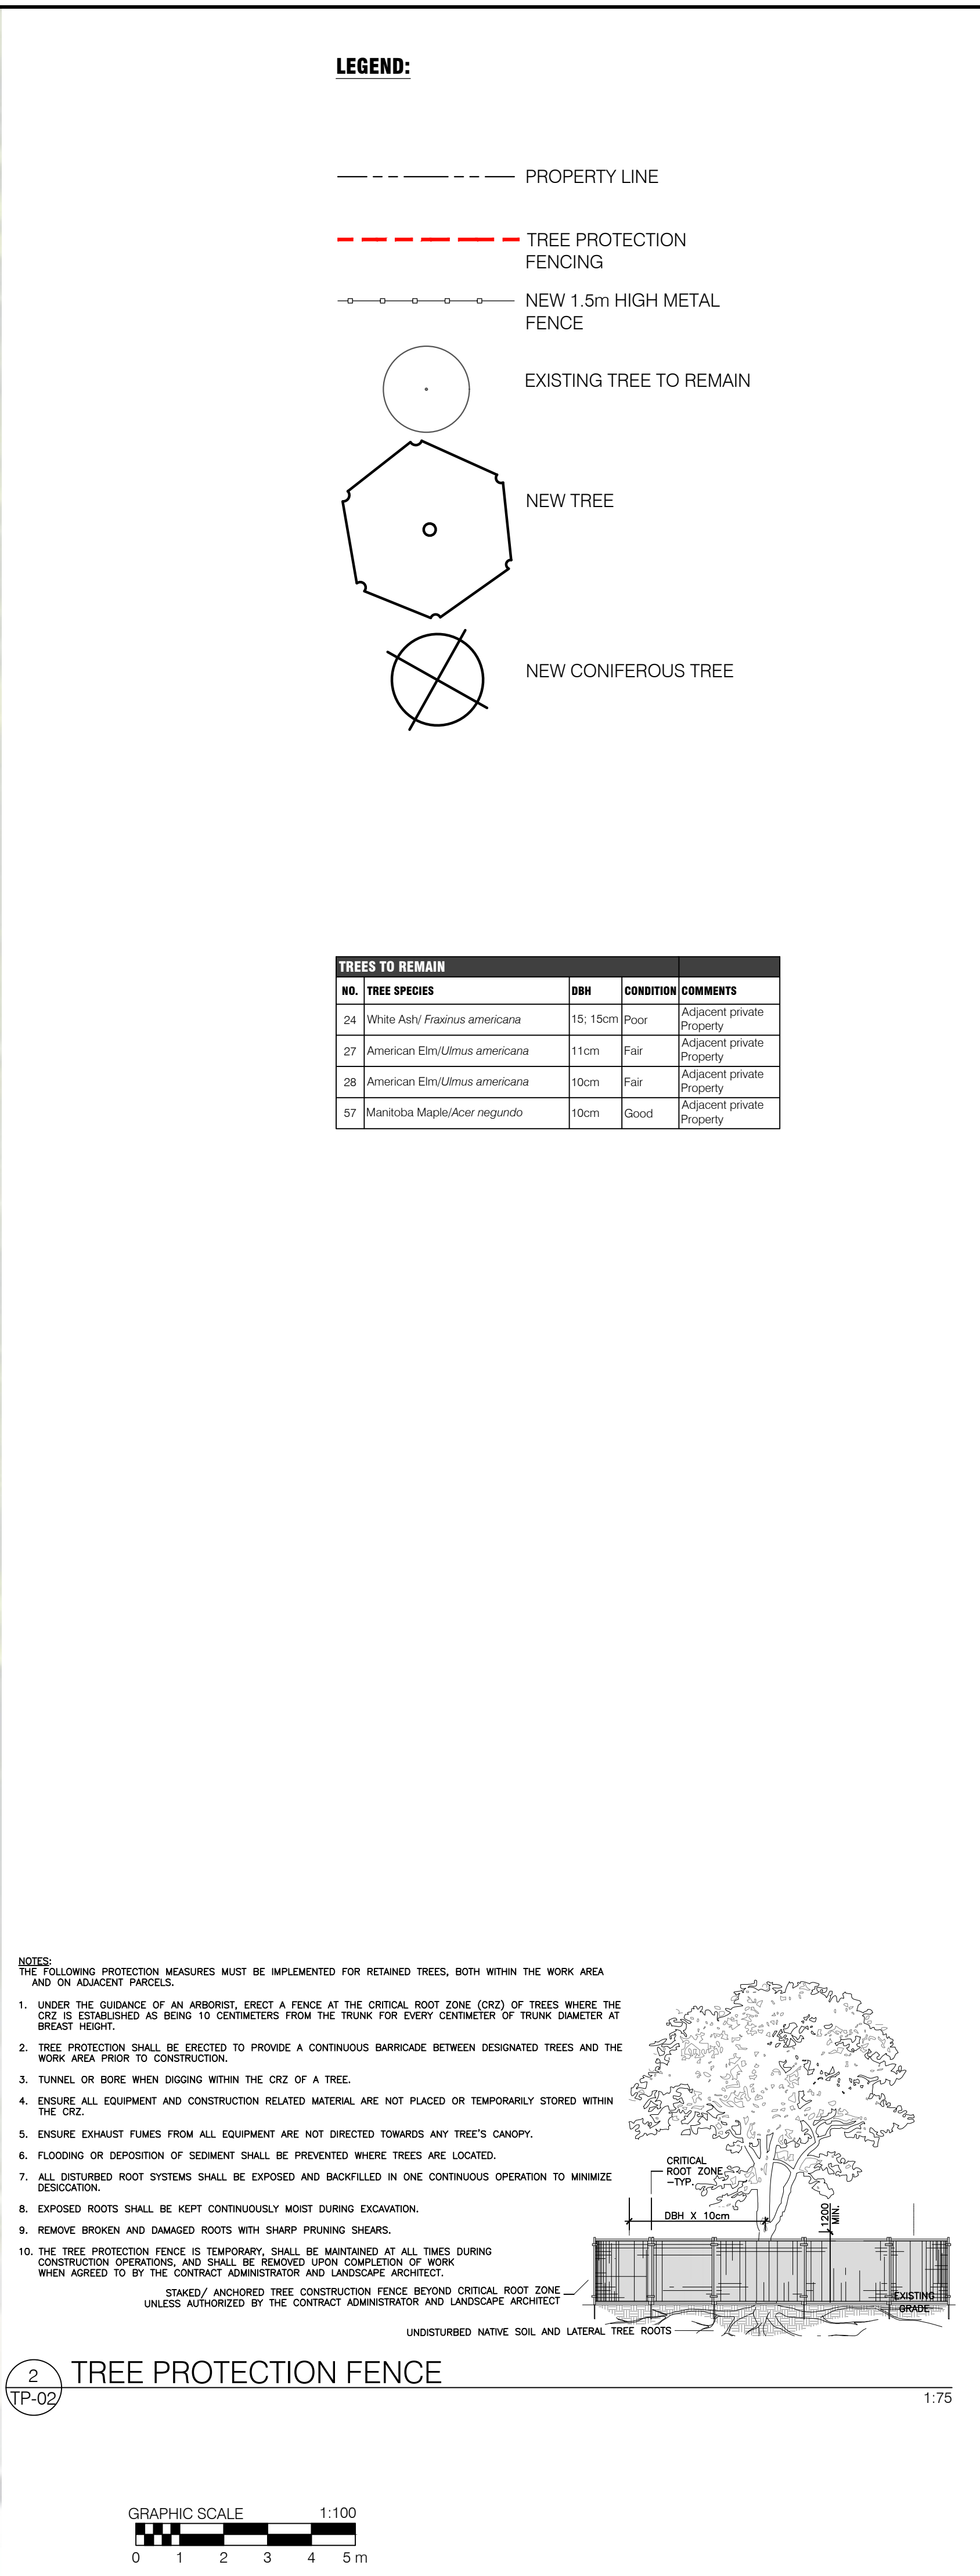 LEGEND:
PROPERTY LINE
TREE PROTECTION
FENCING
NEW 1.5m HIGH METAL
FENCE
EXISTING TREE TO REMAIN
NEW TREE
NEW CONIFEROUS TREE
TREES TO REMAIN
NO. TREE SPECIES DBH CONDITION COMMENTS
24 White Ash/ Fraxinus americana 15; 15cm Poor Adjacent private
Property
27 American Elm/Ulmus americana 11cm Fair Adjacent private
Property
28 American Elm/Ulmus americana 10cm Fair Adjacent private
Property
57 Manitoba Maple/Acer negundo 10cm Good Adjacent private
Property
NOTES:
THE FOLLOWING PROTECTION MEASURES MUST BE IMPLEMENTED FOR RETAINED TREES, BOTH WITHIN THE WORK AREA
AND ON ADJACENT PARCELS.
1. UNDER THE GUIDANCE OF AN ARBORIST, ERECT A FENCE AT THE CRITICAL ROOT ZONE (CRZ) OF TREES WHERE THE
CRZ IS ESTABLISHED AS BEING 10 CENTIMETERS FROM THE TRUNK FOR EVERY CENTIMETER OF TRUNK DIAMETER AT
BREAST HEIGHT.
2. TREE PROTECTION SHALL BE ERECTED TO PROVIDE A CONTINUOUS BARRICADE BETWEEN DESIGNATED TREES AND THE
WORK AREA PRIOR TO CONSTRUCTION.
3. TUNNEL OR BORE WHEN DIGGING WITHIN THE CRZ OF A TREE.
4. ENSURE ALL EQUIPMENT AND CONSTRUCTION RELATED MATERIAL ARE NOT PLACED OR TEMPORARILY STORED WITHIN
THE CRZ.
5. ENSURE EXHAUST FUMES FROM ALL EQUIPMENT ARE NOT DIRECTED TOWARDS ANY TREE'S CANOPY.
6. FLOODING OR DEPOSITION OF SEDIMENT SHALL BE PREVENTED WHERE TREES ARE LOCATED.
7. ALL DISTURBED ROOT SYSTEMS SHALL BE EXPOSED AND BACKFILLED IN ONE CONTINUOUS OPERATION TO MINIMIZE
DESICCATION.
8. EXPOSED ROOTS SHALL BE KEPT CONTINUOUSLY MOIST DURING EXCAVATION.
9. REMOVE BROKEN AND DAMAGED ROOTS WITH SHARP PRUNING SHEARS.
10. THE TREE PROTECTION FENCE IS TEMPORARY, SHALL BE MAINTAINED AT ALL TIMES DURING
CONSTRUCTION OPERATIONS, AND SHALL BE REMOVED UPON COMPLETION OF WORK
WHEN AGREED TO BY THE CONTRACT ADMINISTRATOR AND LANDSCAPE ARCHITECT.
CRITICAL
ROOT ZONE
-TYP.
DBH X 10cm
1200
MIN.
STAKED/ ANCHORED TREE CONSTRUCTION FENCE BEYOND CRITICAL ROOT ZONE
UNLESS AUTHORIZED BY THE CONTRACT ADMINISTRATOR AND LANDSCAPE ARCHITECT
EXISTING
GRADE
UNDISTURBED NATIVE SOIL AND LATERAL TREE ROOTS
2
TP-02
TREE PROTECTION FENCE
1:75
GRAPHIC SCALE 1:100
0 1 2 3 4 5 m